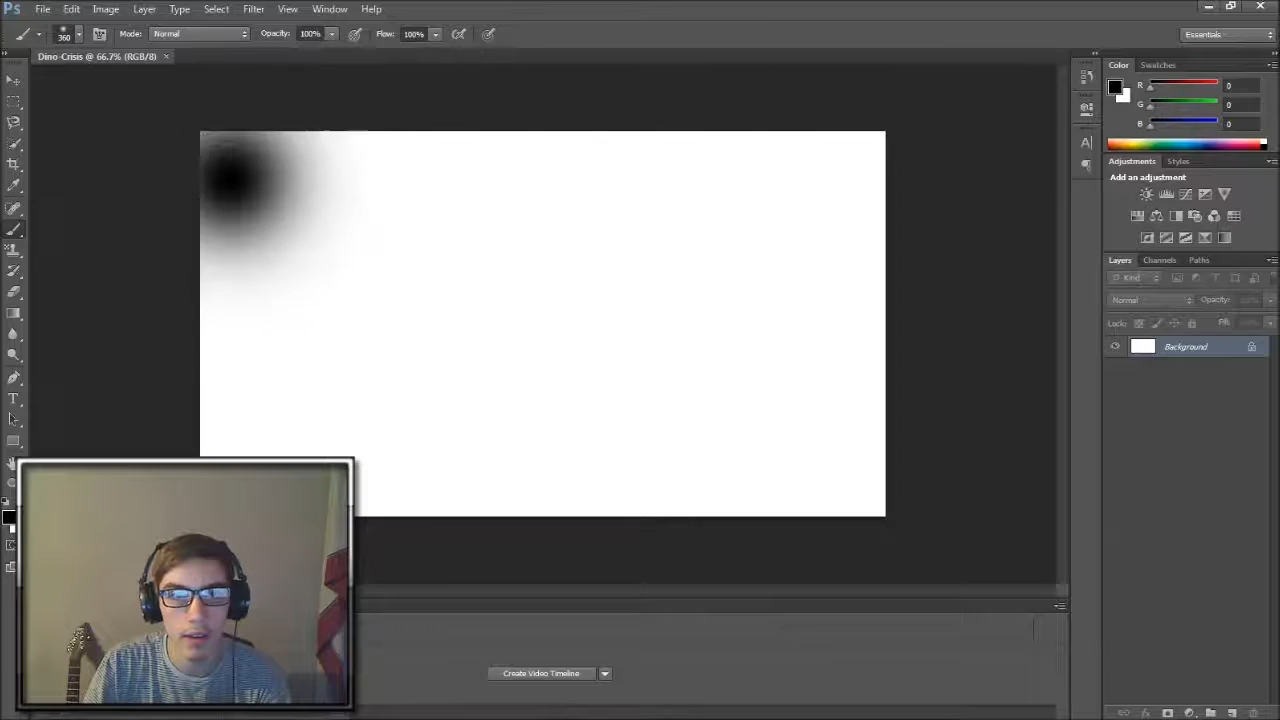 Ps File Edit Image Layer Type Select Filter View Window Help
360 Mode: Normal Opacity: 100% Flow: 100% Essentials
Dino-Crisis @ 66.7% (RGB/8) ×
Color Swatches
R 0
G 0
B 0
Adjustments Styles
Add an adjustment
Layers Channels Paths
Kind
Normal Opacity:
Lock: Fill:
Background
Create Video Timeline